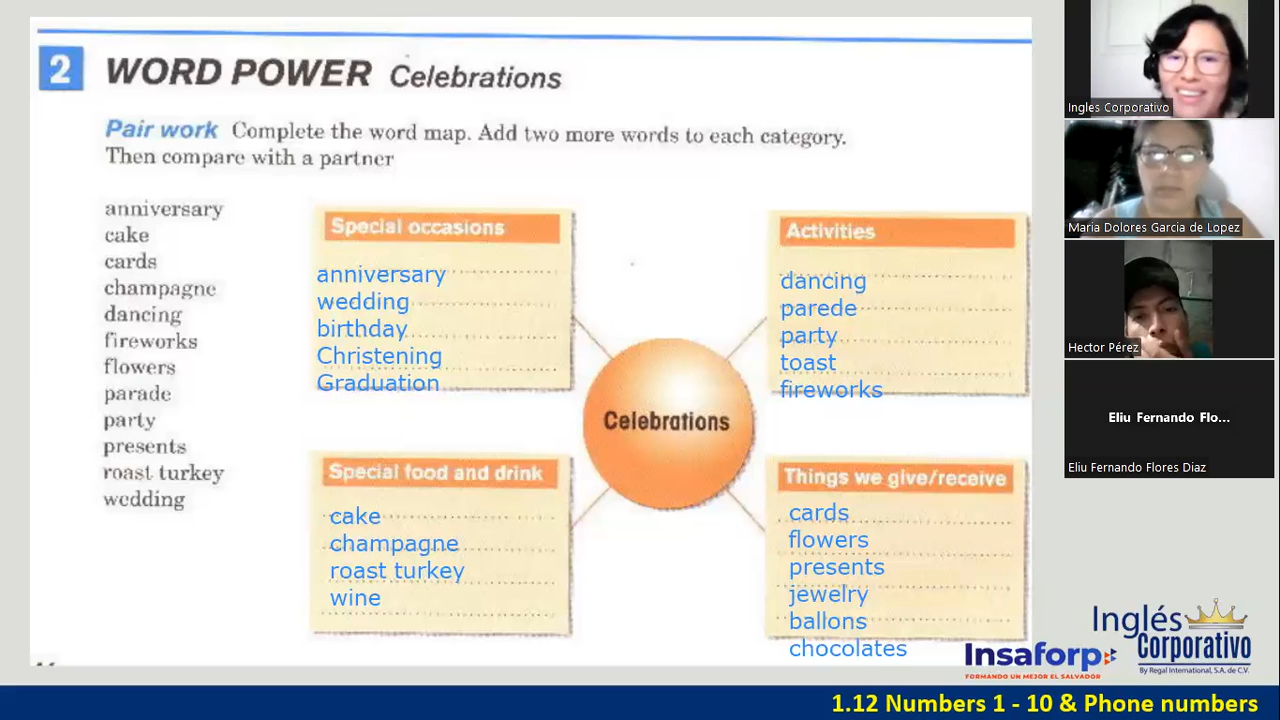 2 WORD POWER Celebrations
Pair work Complete the word map. Add two more words to each category.
Then compare with a partner
anniversary
cake
cards
champagne
dancing
fireworks
flowers
parade
party
presents
roast turkey
wedding
Special occasions
anniversary
wedding
birthday
Christening
Graduation
Activities
dancing
parede
party
toast
fireworks
Celebrations
Special food and drink
cake
champagne
roast turkey
wine
Things we give/receive
cards
flowers
presents
jewelry
ballons
chocolates
Ingles Corporativo
Maria Dolores Garcia de Lopez
Hector Pérez
Eliu Fernando Flo...
Eliu Fernando Flores Diaz
Insaforp
FORMANDO UN MEJOR EL SALVADOR
Inglés
Corporativo
By Regal International, S.A. de C.V.
1.12 Numbers 1 - 10 & Phone numbers